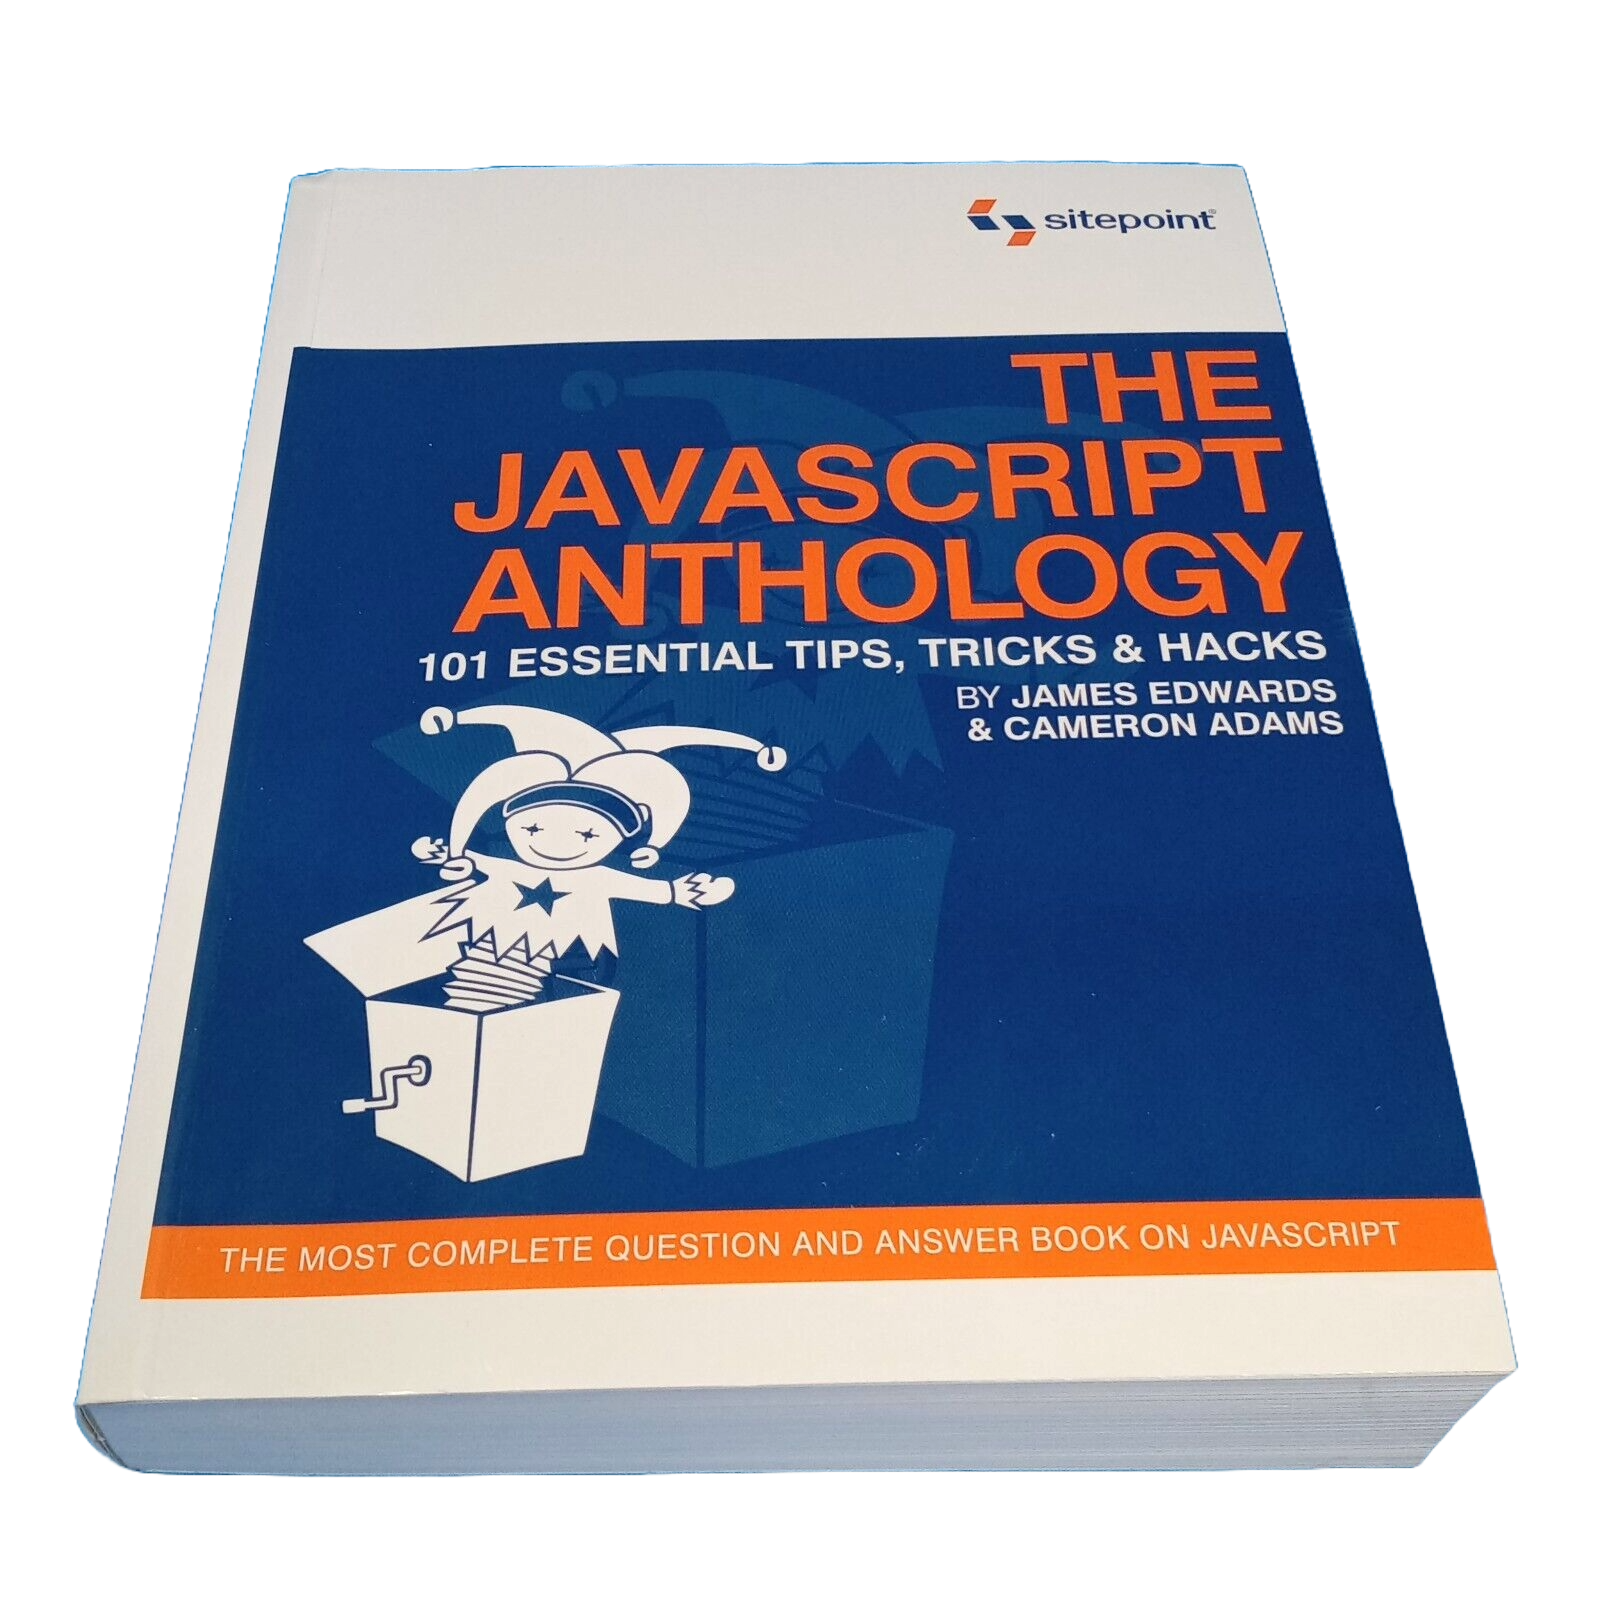 sitepoint®
THE
JAVASCRIPT
ANTHOLOGY
101 ESSENTIAL TIPS, TRICKS & HACKS
BY JAMES EDWARDS
& CAMERON ADAMS
THE MOST COMPLETE QUESTION AND ANSWER BOOK ON JAVASCRIPT